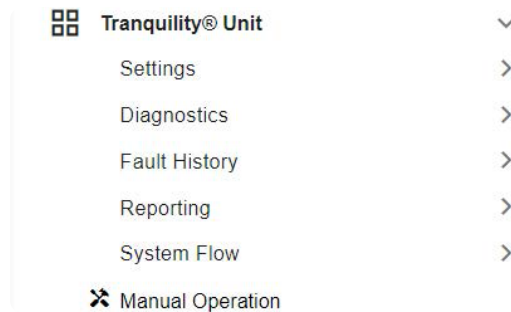 Tranquility® Unit
Settings
Diagnostics
Fault History
Reporting
System Flow
Manual Operation